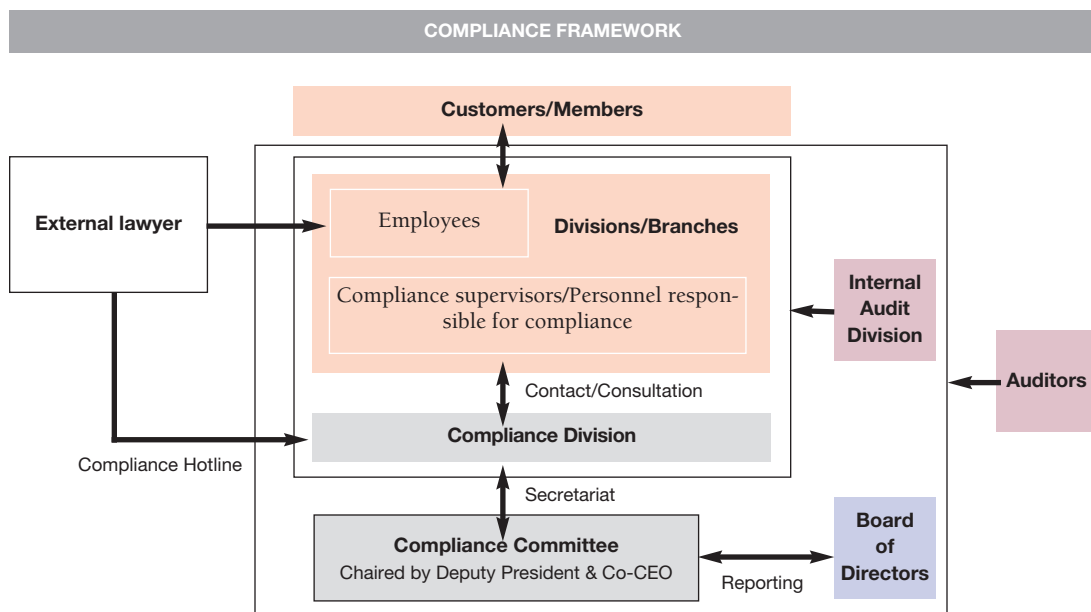 COMPLIANCE FRAMEWORK
Customers/Members
External lawyer
Employees
Divisions/Branches
Compliance supervisors/Personnel respon-
sible for compliance
Internal
Audit
Division
Auditors
Contact/Consultation
Compliance Division
Compliance Hotline
Secretariat
Compliance Committee
Chaired by Deputy President & Co-CEO
Reporting
Board
of
Directors